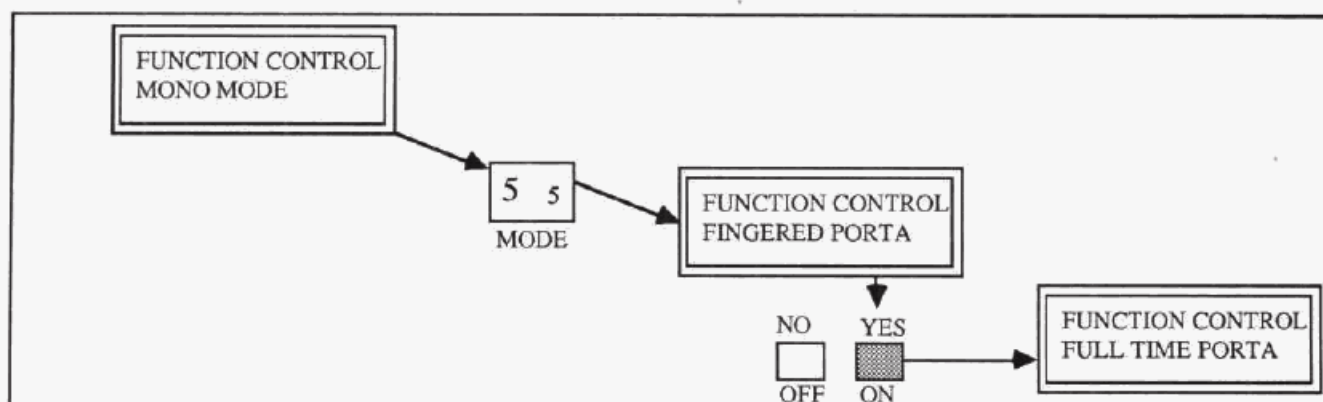 FUNCTION CONTROL
MONO MODE
5 5
MODE
FUNCTION CONTROL
FINGERED PORTA
NO YES
OFF ON
FUNCTION CONTROL
FULL TIME PORTA